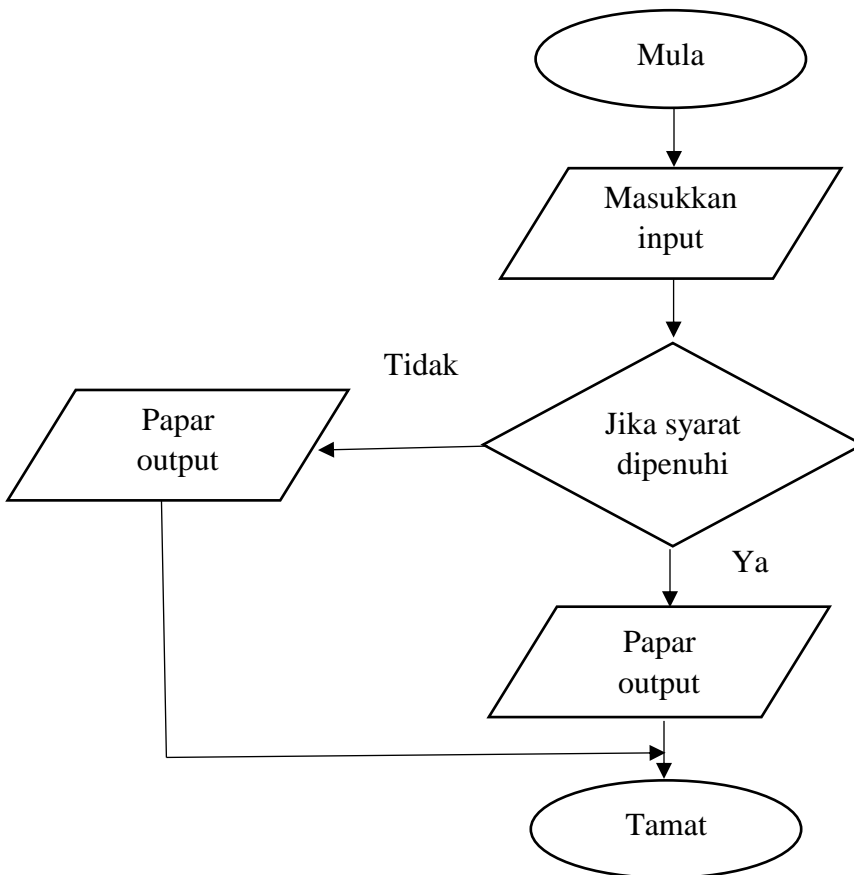 Mula
Masukkan
input
Tidak
Jika syarat
dipenuhi
Papar
output
Ya
Papar
output
Tamat